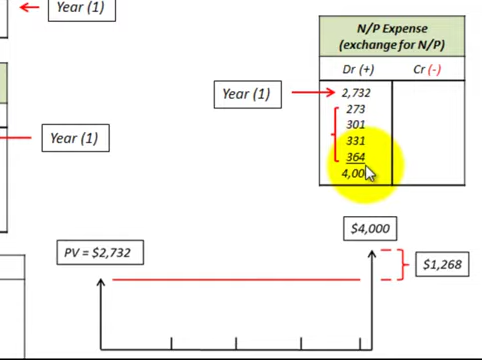 Year (1)
N/P Expense
(exchange for N/P)
Dr (+) Cr (-)
Year (1)
2,732
273
301
Year (1)
331
364
4,00
$4,000
PV = $2,732
$1,268